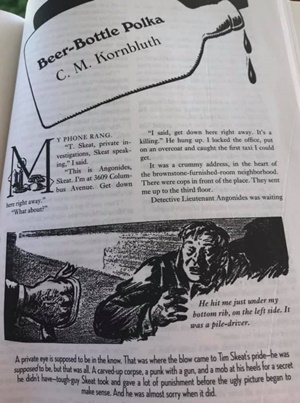 Beer-Bottle Polka
C. M. Kornbluth
MY PHONE RANG.
"T. Skeat, private in-
vestigations, Skeat speak-
ing," I said.
"This is Angonides,
Skeat. I'm at 3609 Colum-
bus Avenue. Get down
here right away."
"What about?"
"I said, get down here right away. It's a
killing." He hung up. I locked the office, put
on an overcoat and caught the first taxi I could
get.
It was a crummy address, in the heart of
the brownstone-furnished-room neighborhood.
There were cops in front of the place. They sent
me up to the third floor.
Detective Lieutenant Angonides was waiting
He hit me just under my
bottom rib, on the left side. It
was a pile-driver.
A private eye is supposed to be in the know. That was where the blow came to Tim Skeat's pride—he was
supposed to be, but that was all. A carved-up corpse, a punk with a gun, and a mob at his heels for a secret
he didn't have—tough-guy Skeat took and gave a lot of punishment before the ugly picture began to
make sense. And he was almost sorry when it did.